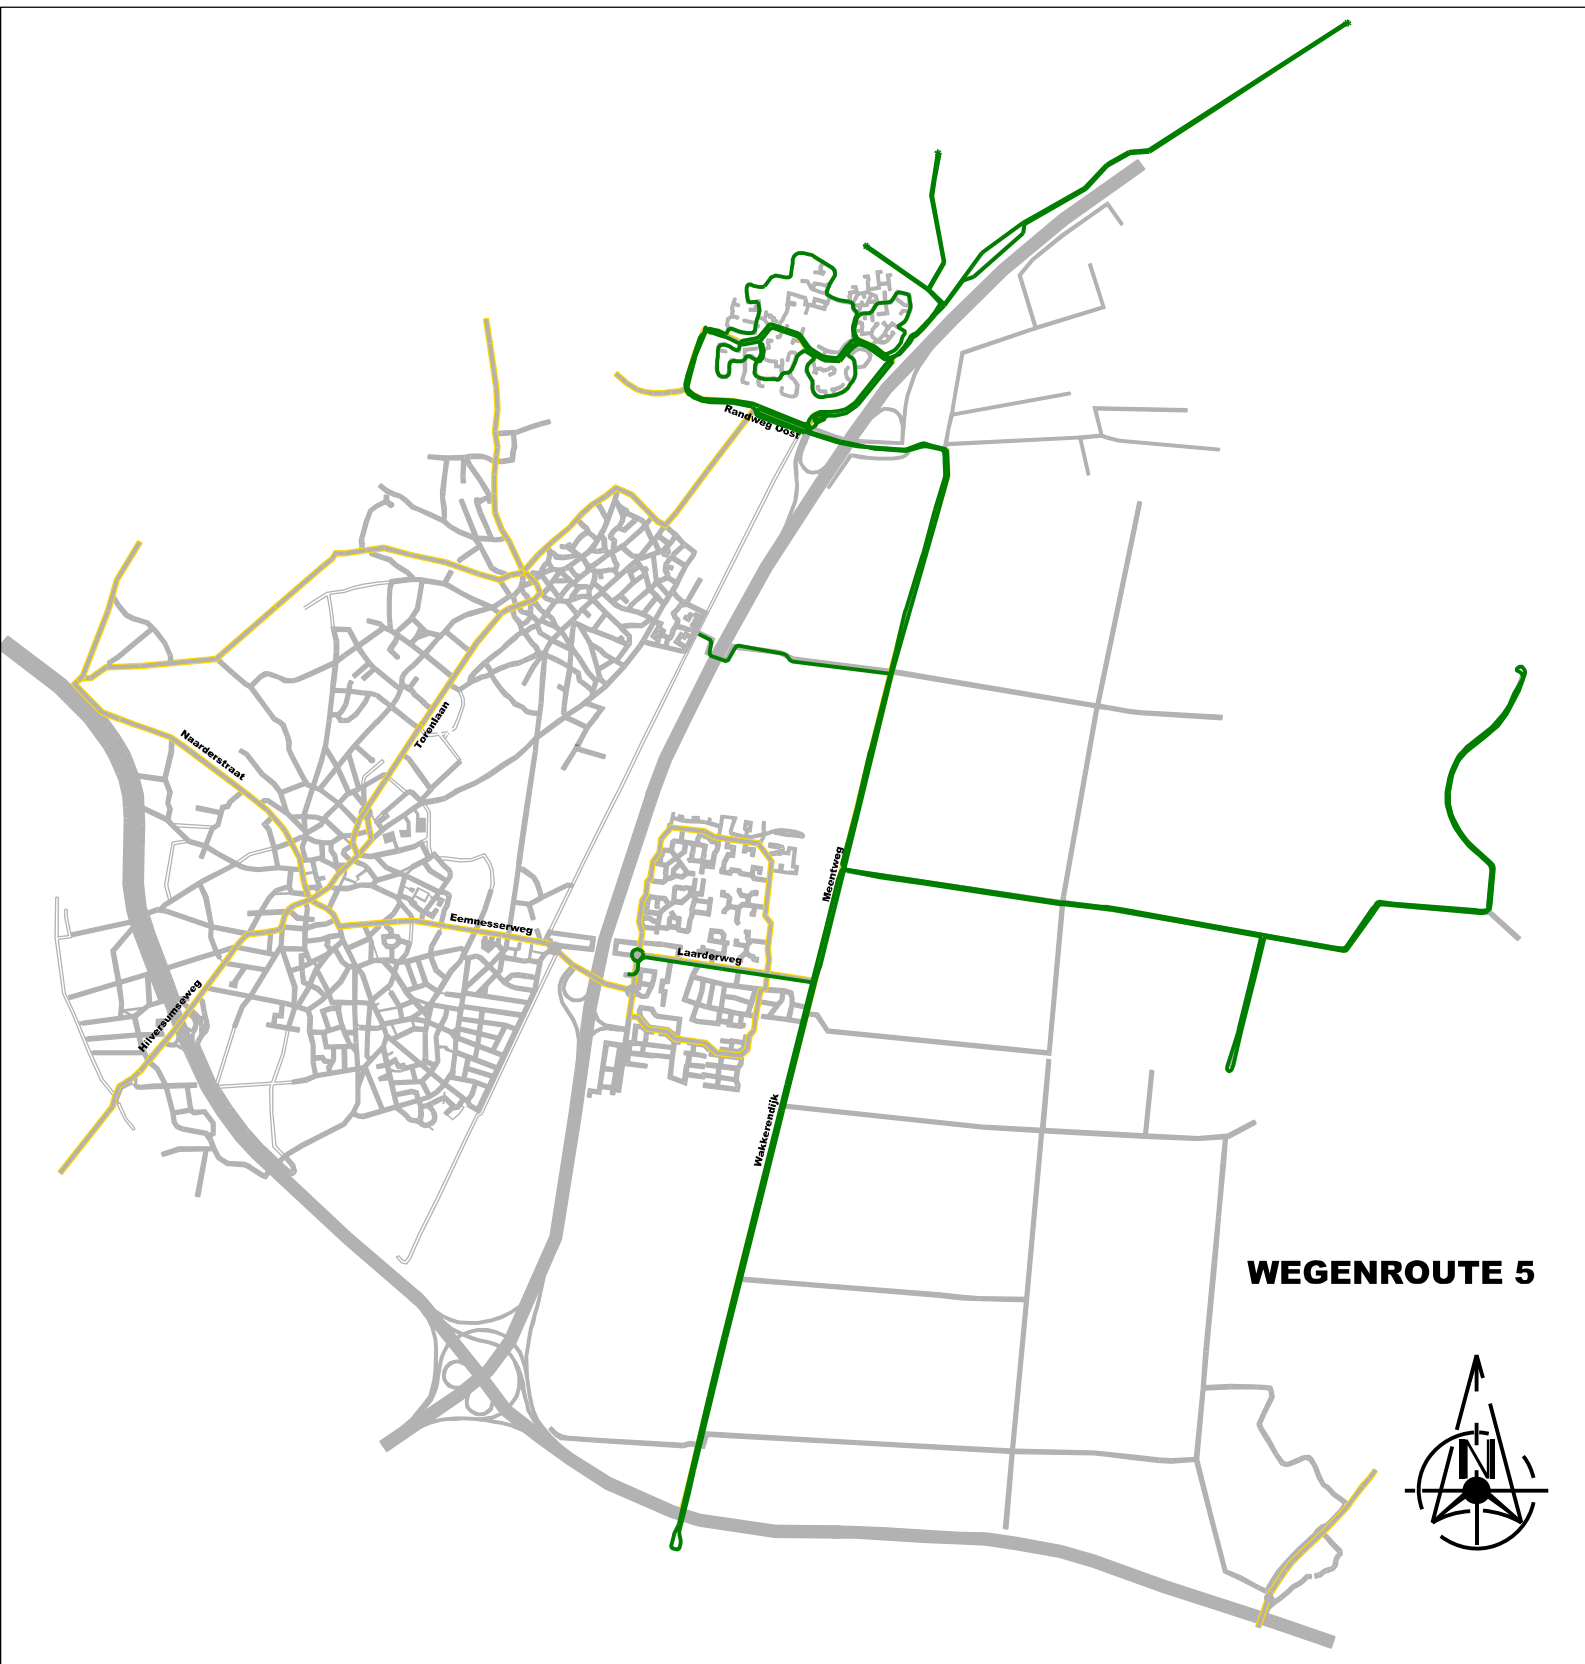 Randweg Oost
Torenlaan
Naarderstraat
Meentweg
Eemnesserweg
Laarderweg
Hilversumseweg
Wakkerendijk
WEGENROUTE 5
N